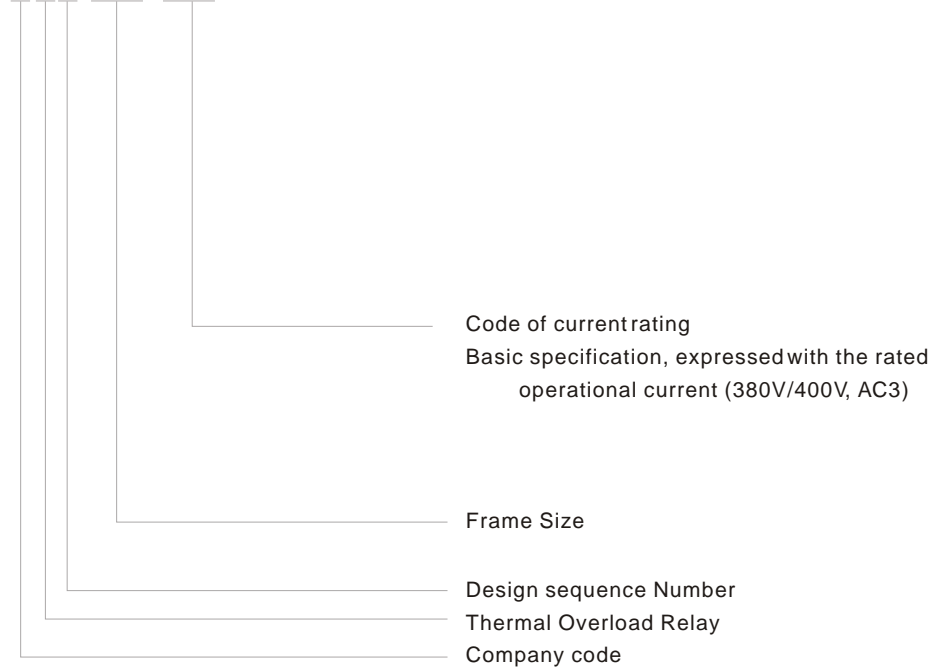 Code of current rating
Basic specification, expressed with the rated
operational current (380V/400V, AC3)
Frame Size
Design sequence Number
Thermal Overload Relay
Company code